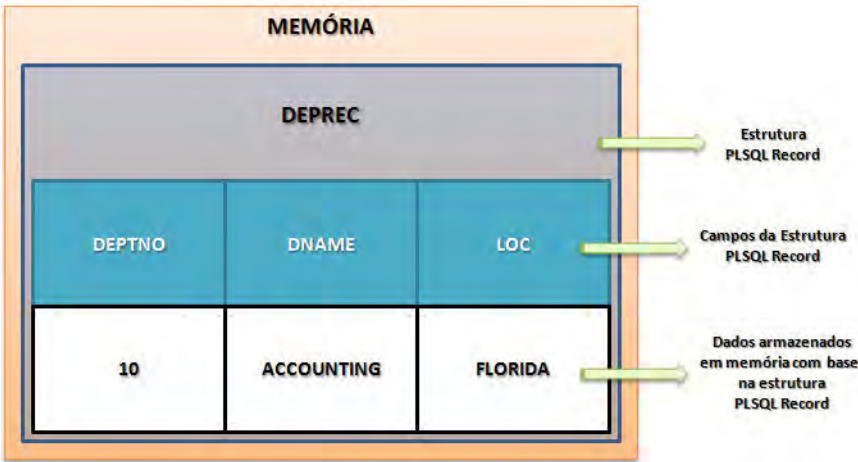 MEMÓRIA
DEPREC
Estrutura
PLSQL Record
DEPTNO
DNAME
LOC
Campos da Estrutura
PLSQL Record
10
ACCOUNTING
FLORIDA
Dados armazenados
em memória com base
na estrutura
PLSQL Record